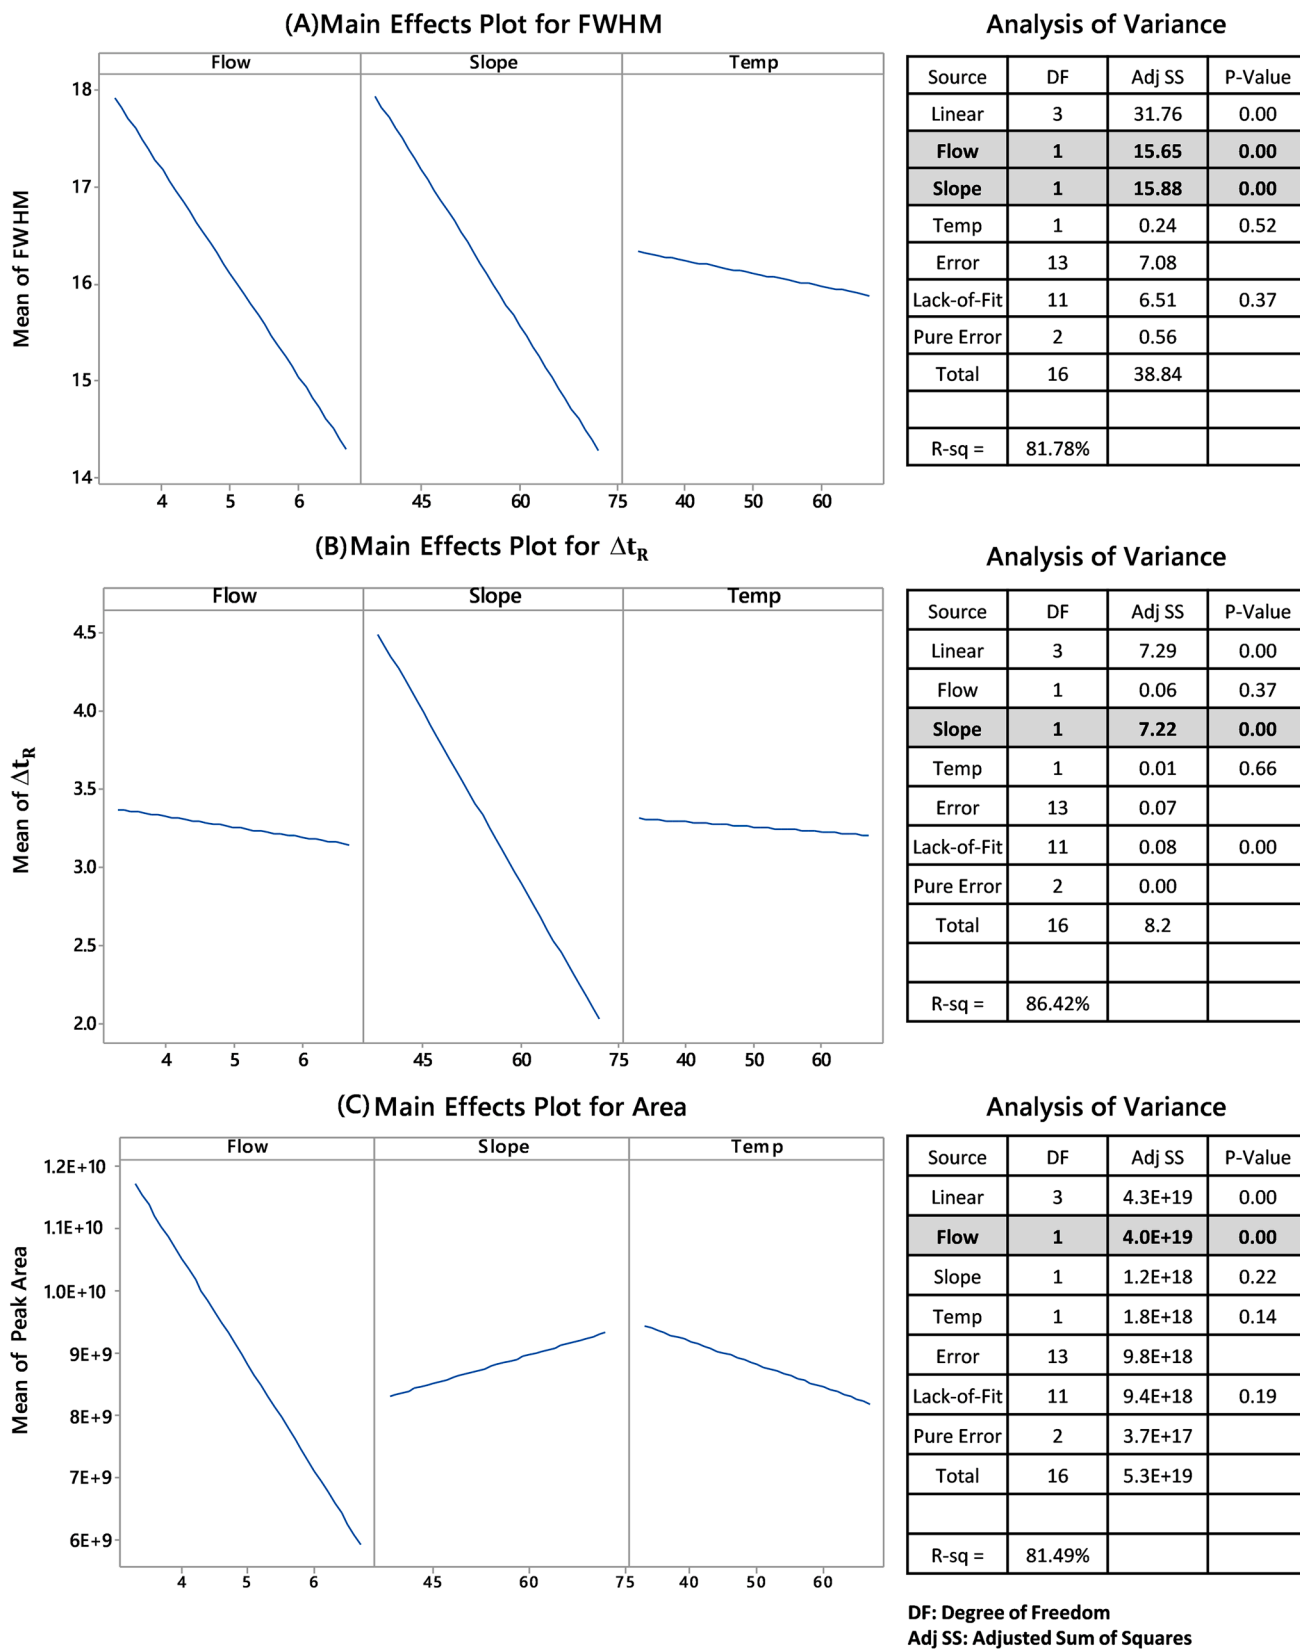 (A)Main Effects Plot for FWHM
Flow Slope Temp
Mean of FWHM
18
17
16
15
14
4 5 6 45 60 75 40 50 60
Analysis of Variance
Source DF Adj SS P-Value
Linear 3 31.76 0.00
Flow 1 15.65 0.00
Slope 1 15.88 0.00
Temp 1 0.24 0.52
Error 13 7.08
Lack-of-Fit 11 6.51 0.37
Pure Error 2 0.56
Total 16 38.84
R-sq = 81.78%
(B)Main Effects Plot for ΔtR
Flow Slope Temp
Mean of ΔtR
4.5
4.0
3.5
3.0
2.5
2.0
4 5 6 45 60 75 40 50 60
Analysis of Variance
Source DF Adj SS P-Value
Linear 3 7.29 0.00
Flow 1 0.06 0.37
Slope 1 7.22 0.00
Temp 1 0.01 0.66
Error 13 0.07
Lack-of-Fit 11 0.08 0.00
Pure Error 2 0.00
Total 16 8.2
R-sq = 86.42%
(C)Main Effects Plot for Area
Flow Slope Temp
Mean of Peak Area
1.2E+10
1.1E+10
1.0E+10
9E+9
8E+9
7E+9
6E+9
4 5 6 45 60 75 40 50 60
Analysis of Variance
Source DF Adj SS P-Value
Linear 3 4.3E+19 0.00
Flow 1 4.0E+19 0.00
Slope 1 1.2E+18 0.22
Temp 1 1.8E+18 0.14
Error 13 9.8E+18
Lack-of-Fit 11 9.4E+18 0.19
Pure Error 2 3.7E+17
Total 16 5.3E+19
R-sq = 81.49%
DF: Degree of Freedom
Adj SS: Adjusted Sum of Squares